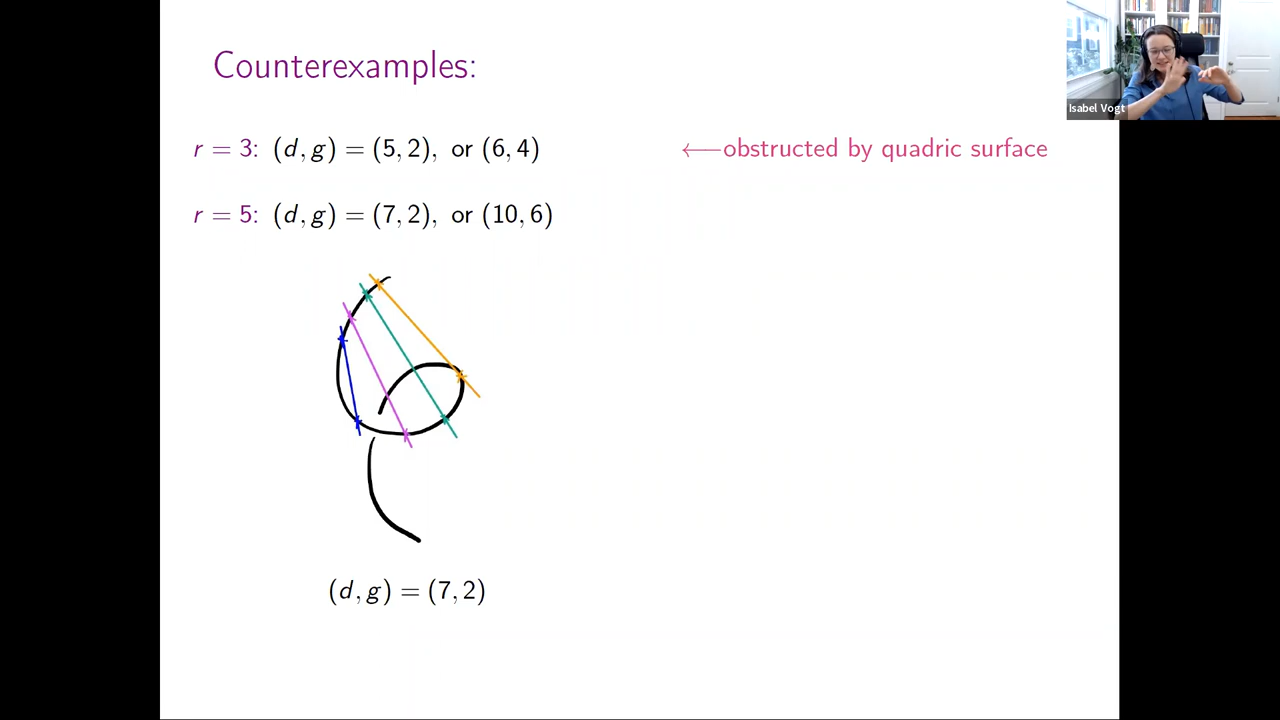 Counterexamples:
Isabel Vogt
r = 3: (d, g) = (5, 2), or (6, 4)
←—obstructed by quadric surface
r = 5: (d, g) = (7, 2), or (10, 6)
(d, g) = (7, 2)